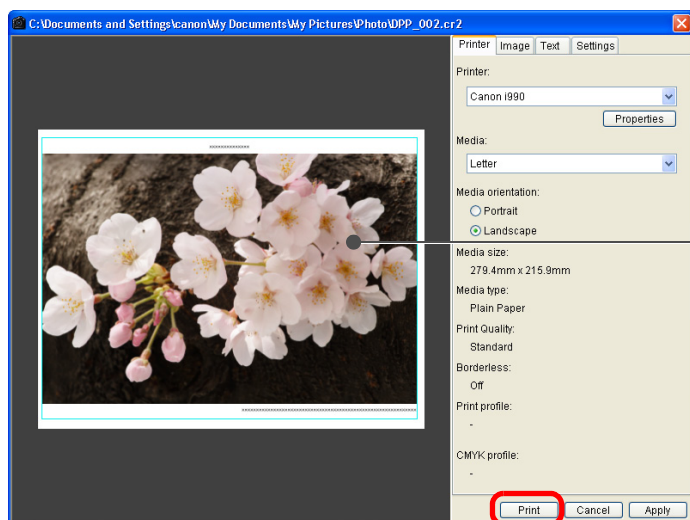 C:\Documents and Settings\canon\My Documents\My Pictures\Photo\DPP_002.cr2
Printer Image Text Settings
Printer:
Canon i990
Properties
Media:
Letter
Media orientation:
Portrait
Landscape
Media size:
279.4mm x 215.9mm
Media type:
Plain Paper
Print Quality:
Standard
Borderless:
Off
Print profile:
-
CMYK profile:
-
Print Cancel Apply